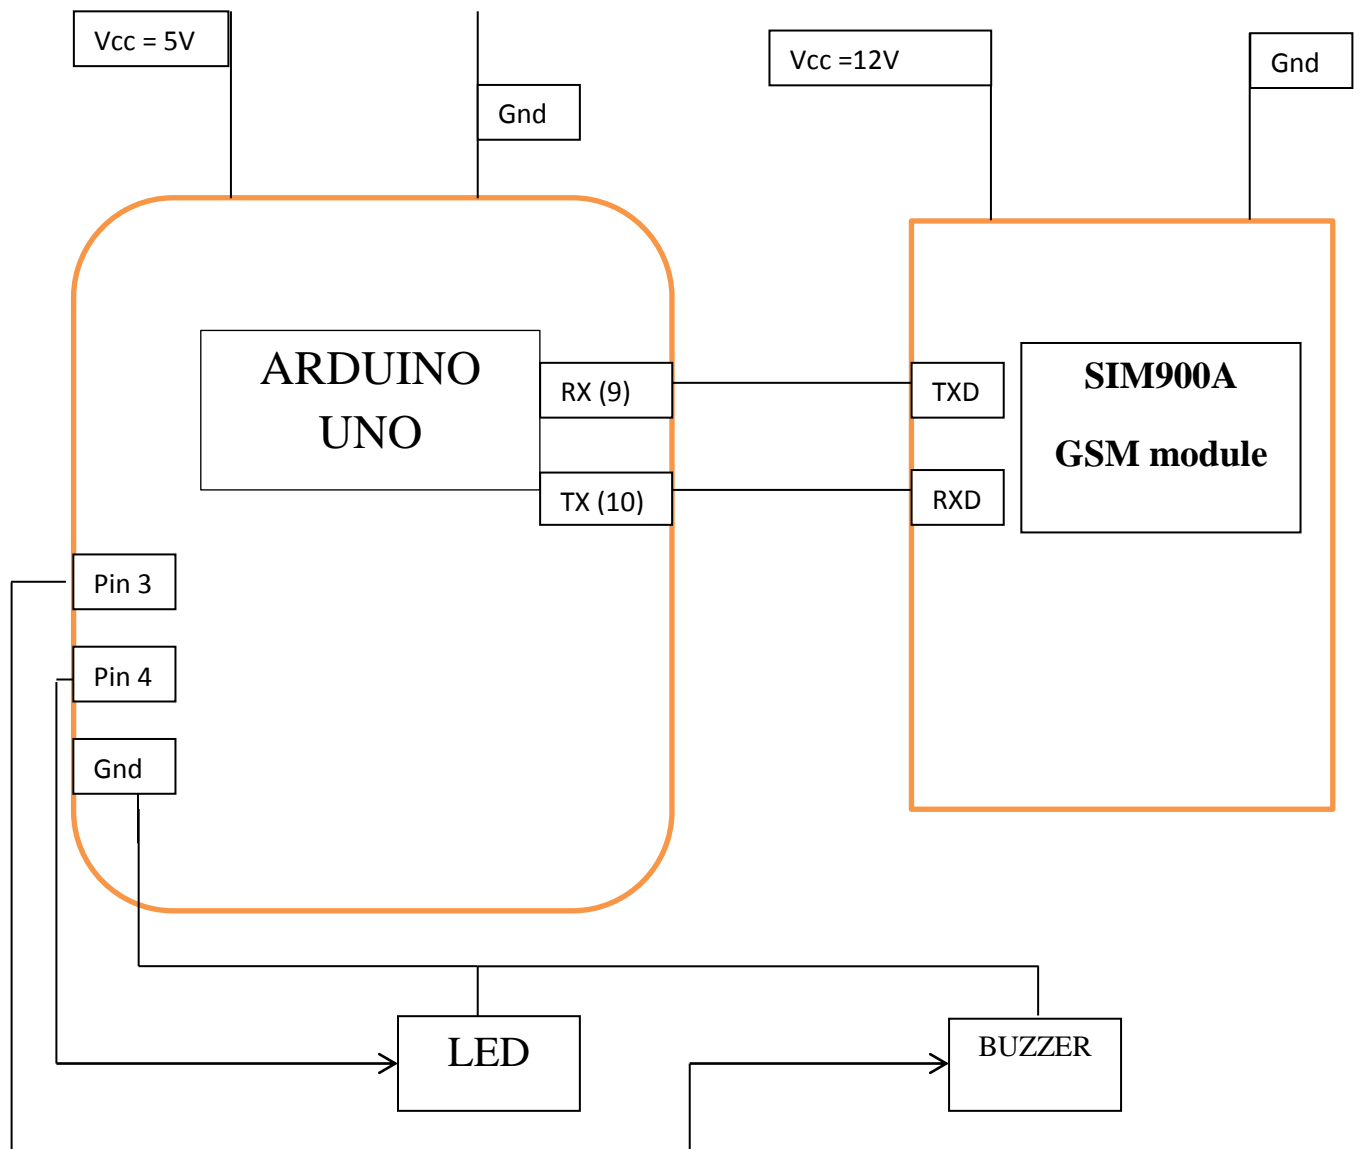 Vcc = 5V
Gnd
Vcc =12V
Gnd
ARDUINO
UNO
RX (9)
TX (10)
TXD
RXD
SIM900A
GSM module
Pin 3
Pin 4
Gnd
LED
BUZZER